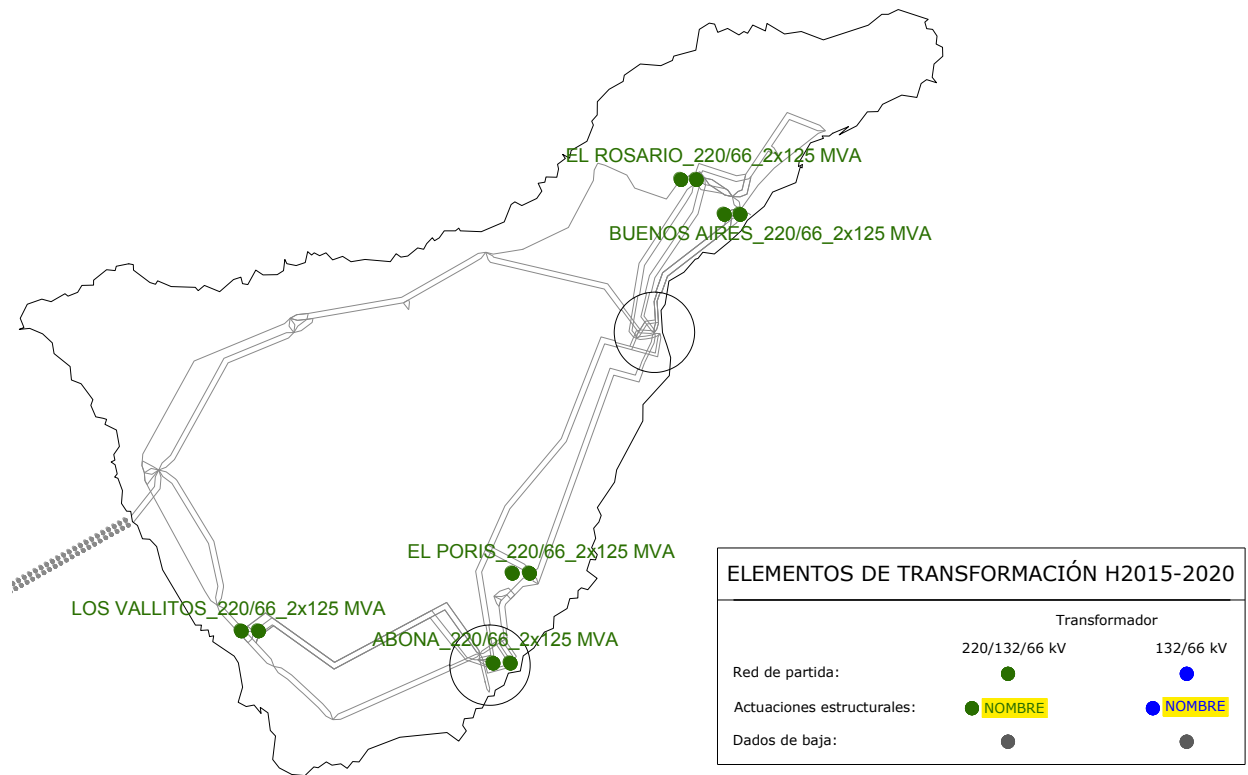 EL ROSARIO_220/66_2x125 MVA
BUENOS AIRES_220/66_2x125 MVA
EL PORIS_220/66_2x125 MVA
LOS VALLITOS_220/66_2x125 MVA
ABONA_220/66_2x125 MVA
ELEMENTOS DE TRANSFORMACIÓN H2015-2020
Transformador
220/132/66 kV 132/66 kV
Red de partida:
Actuaciones estructurales: NOMBRE NOMBRE
Dados de baja: